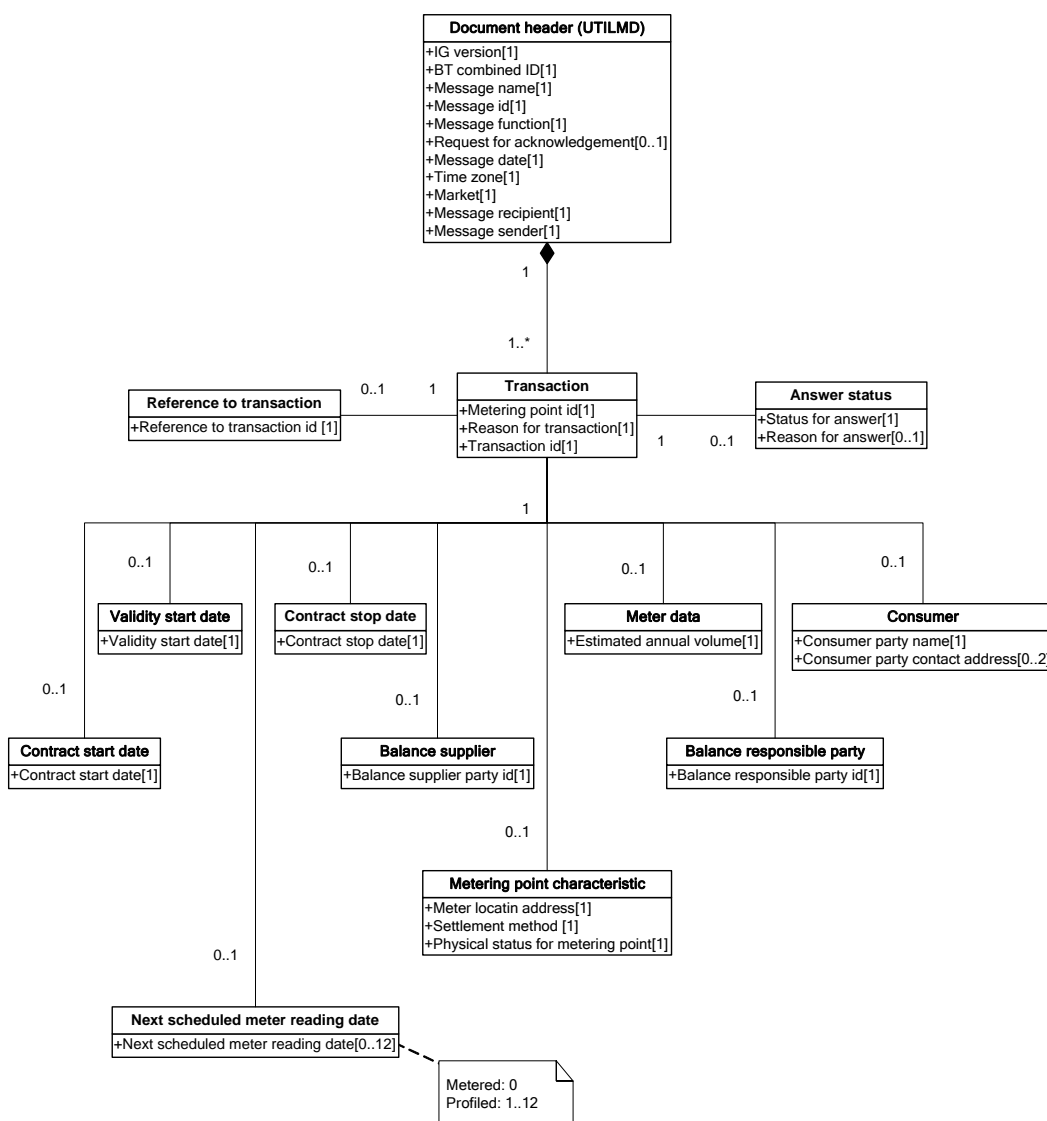 Document header (UTILMD)
+IG version[1]
+BT combined ID[1]
+Message name[1]
+Message id[1]
+Message function[1]
+Request for acknowledgement[0..1]
+Message date[1]
+Time zone[1]
+Market[1]
+Message recipient[1]
+Message sender[1]
1
1..*
Reference to transaction
+Reference to transaction id [1]
0..1
1
Transaction
+Metering point id[1]
+Reason for transaction[1]
+Transaction id[1]
1
0..1
Answer status
+Status for answer[1]
+Reason for answer[0..1]
1
0..1
0..1
0..1
0..1
Validity start date
+Validity start date[1]
Contract stop date
+Contract stop date[1]
Meter data
+Estimated annual volume[1]
Consumer
+Consumer party name[1]
+Consumer party contact address[0..2]
0..1
0..1
0..1
Contract start date
+Contract start date[1]
Balance supplier
+Balance supplier party id[1]
Balance responsible party
+Balance responsible party id[1]
0..1
Metering point characteristic
+Meter locatin address[1]
+Settlement method [1]
+Physical status for metering point[1]
0..1
Next scheduled meter reading date
+Next scheduled meter reading date[0..12]
Metered: 0
Profiled: 1..12